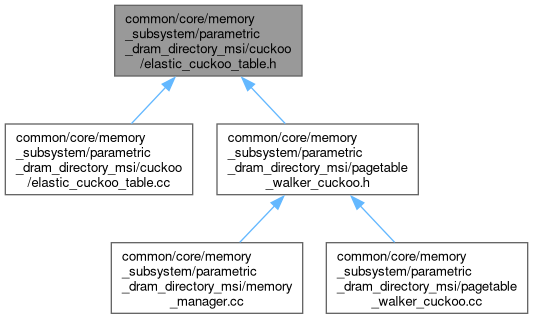 common/core/memory
_subsystem/parametric
_dram_directory_msi/cuckoo
/elastic_cuckoo_table.h
common/core/memory
_subsystem/parametric
_dram_directory_msi/cuckoo
/elastic_cuckoo_table.cc
common/core/memory
_subsystem/parametric
_dram_directory_msi/pagetable
_walker_cuckoo.h
common/core/memory
_subsystem/parametric
_dram_directory_msi/memory
_manager.cc
common/core/memory
_subsystem/parametric
_dram_directory_msi/pagetable
_walker_cuckoo.cc